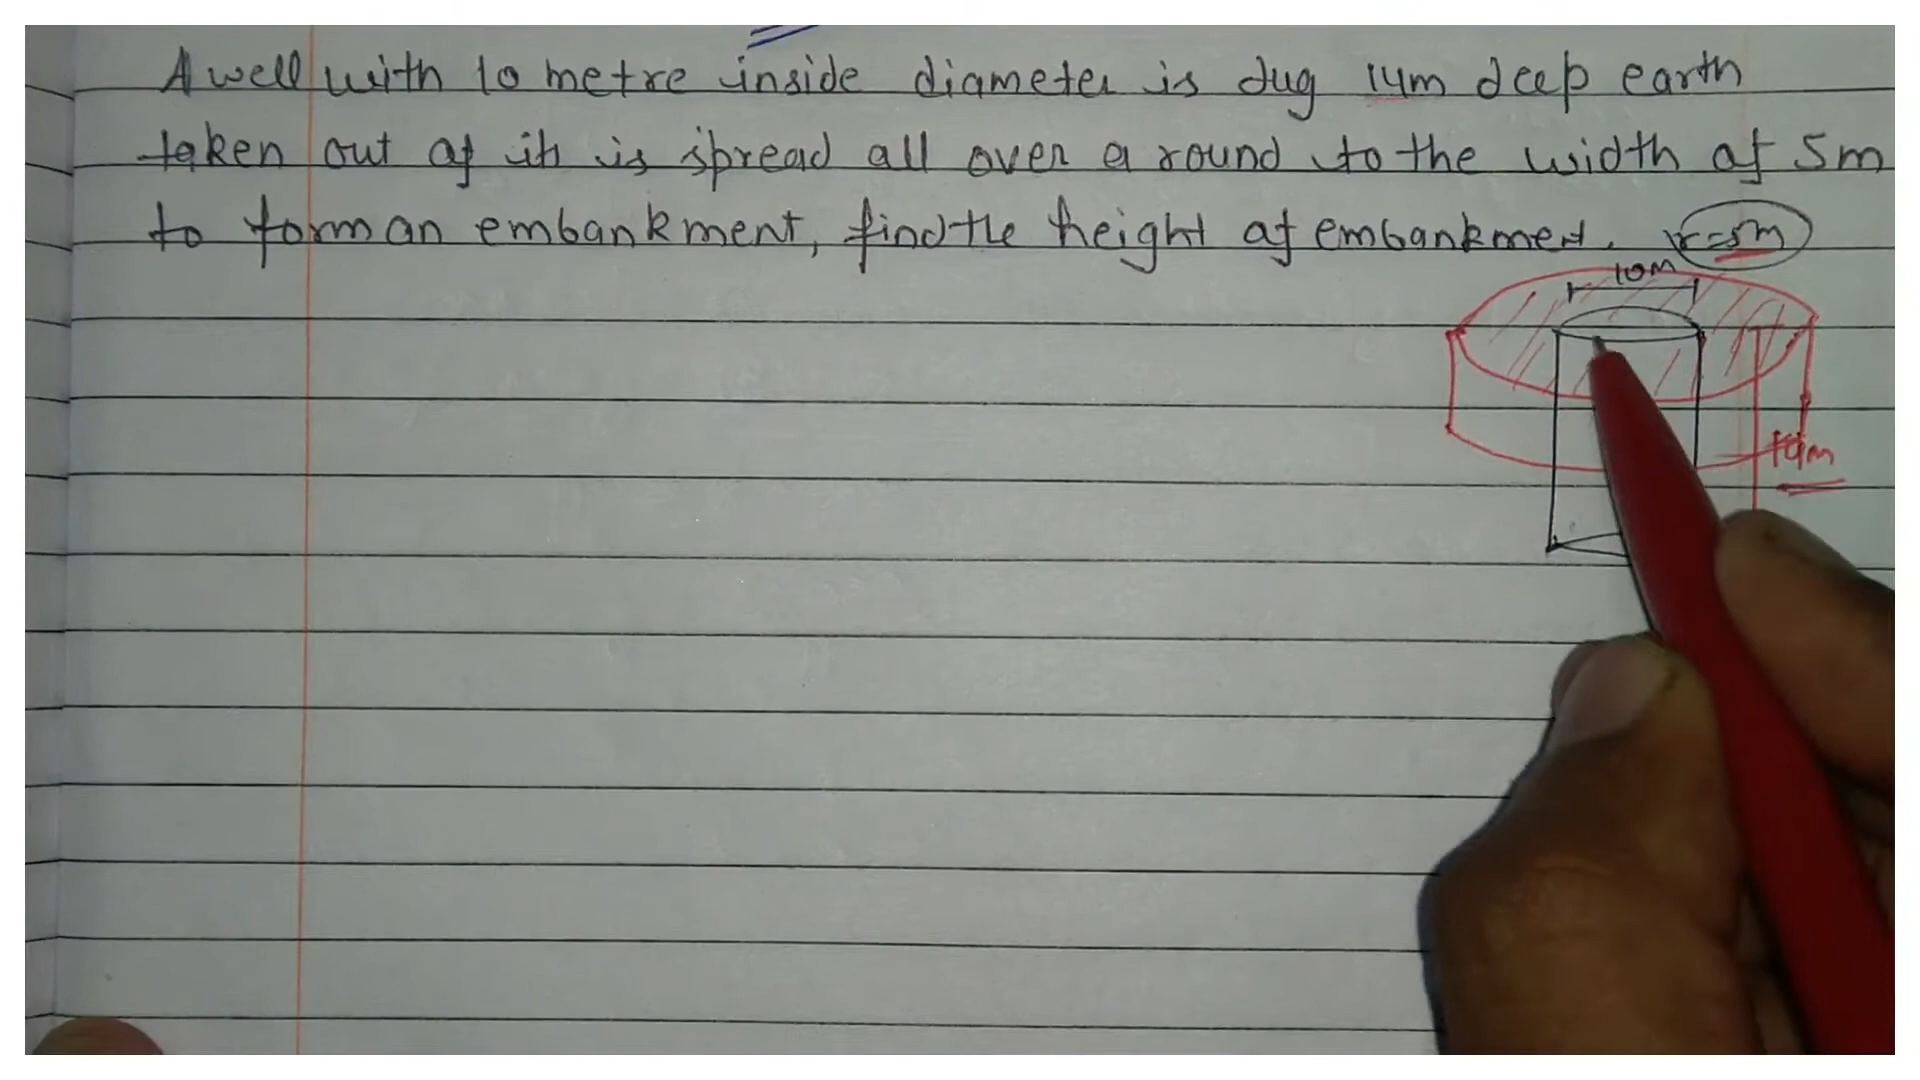 A well with 10 metre inside diameter is dug 14m deep earth
taken out of it is spread all over a round to the width of 5m
to form an embankment, find the height of embankment. r=5m
10m
14m